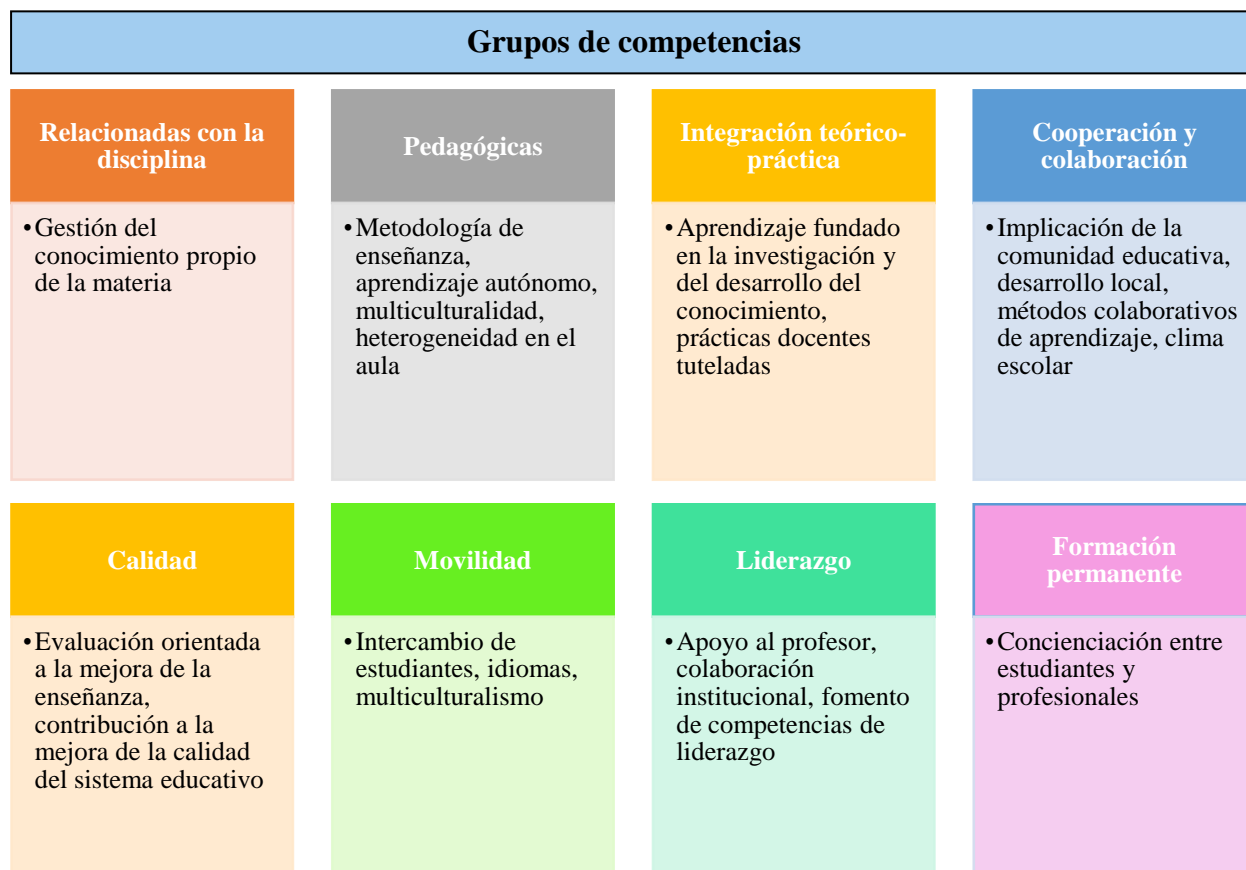 Grupos de competencias
Relacionadas con la
disciplina
•Gestión del
conocimiento propio
de la materia
Pedagógicas
•Metodología de
enseñanza,
aprendizaje autónomo,
multiculturalidad,
heterogeneidad en el
aula
Integración teórico-
práctica
•Aprendizaje fundado
en la investigación y
del desarrollo del
conocimiento,
prácticas docentes
tuteladas
Cooperación y
colaboración
•Implicación de la
comunidad educativa,
desarrollo local,
métodos colaborativos
de aprendizaje, clima
escolar
Calidad
•Evaluación orientada
a la mejora de la
enseñanza,
contribución a la
mejora de la calidad
del sistema educativo
Movilidad
•Intercambio de
estudiantes, idiomas,
multiculturalismo
Liderazgo
•Apoyo al profesor,
colaboración
institucional, fomento
de competencias de
liderazgo
Formación
permanente
•Concienciación entre
estudiantes y
profesionales